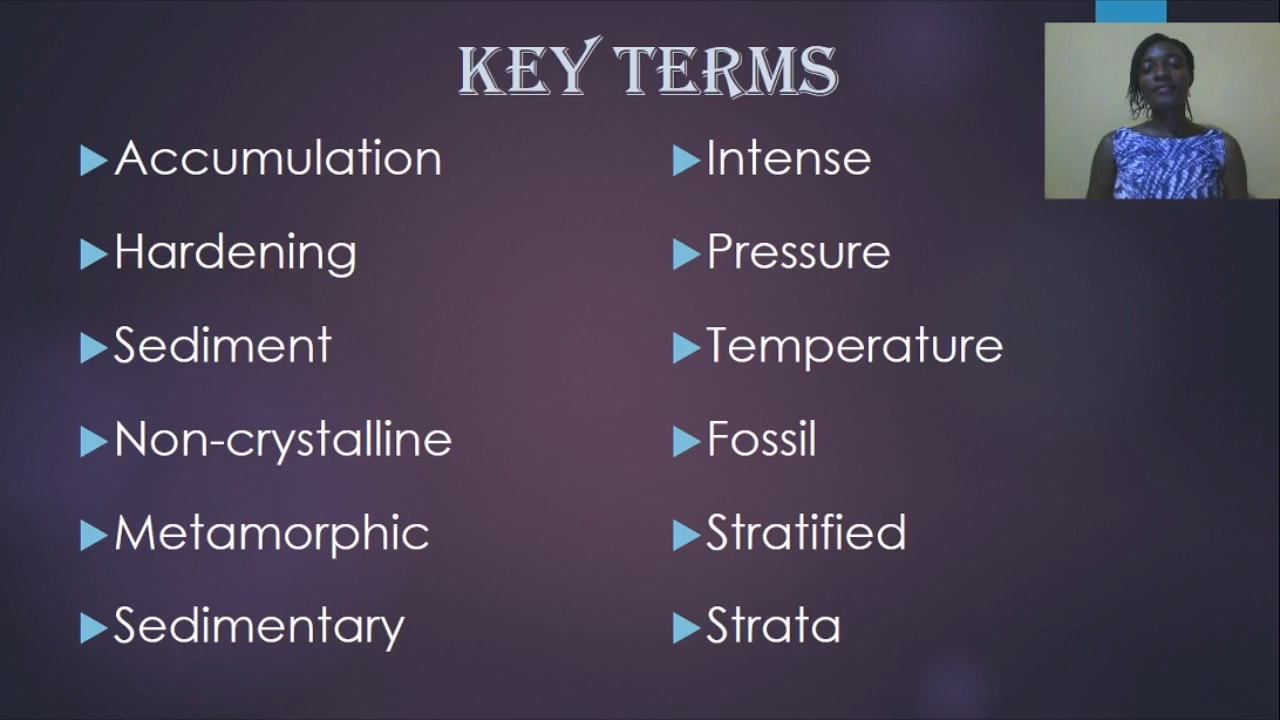 KEY TERMS
Accumulation
Hardening
Sediment
Non-crystalline
Metamorphic
Sedimentary
Intense
Pressure
Temperature
Fossil
Stratified
Strata